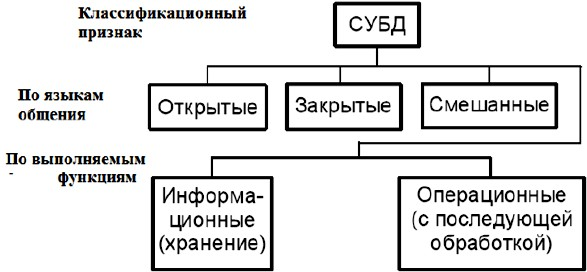 Классификационный
признак
СУБД
По языкам
общения
Открытые
Закрытые
Смешанные
По выполняемым
функциям
Информа-
ционные
(хранение)
Операционные
(с последующей
обработкой)